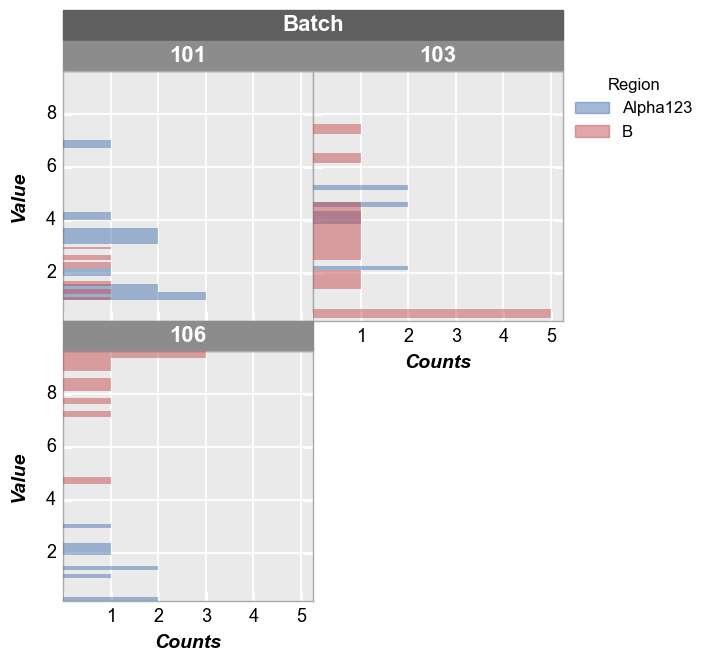 Batch
101 103
Region
Alpha123
B
8
6
4
2
Value
1 2 3 4 5
Counts
106
8
6
4
2
Value
1 2 3 4 5
Counts